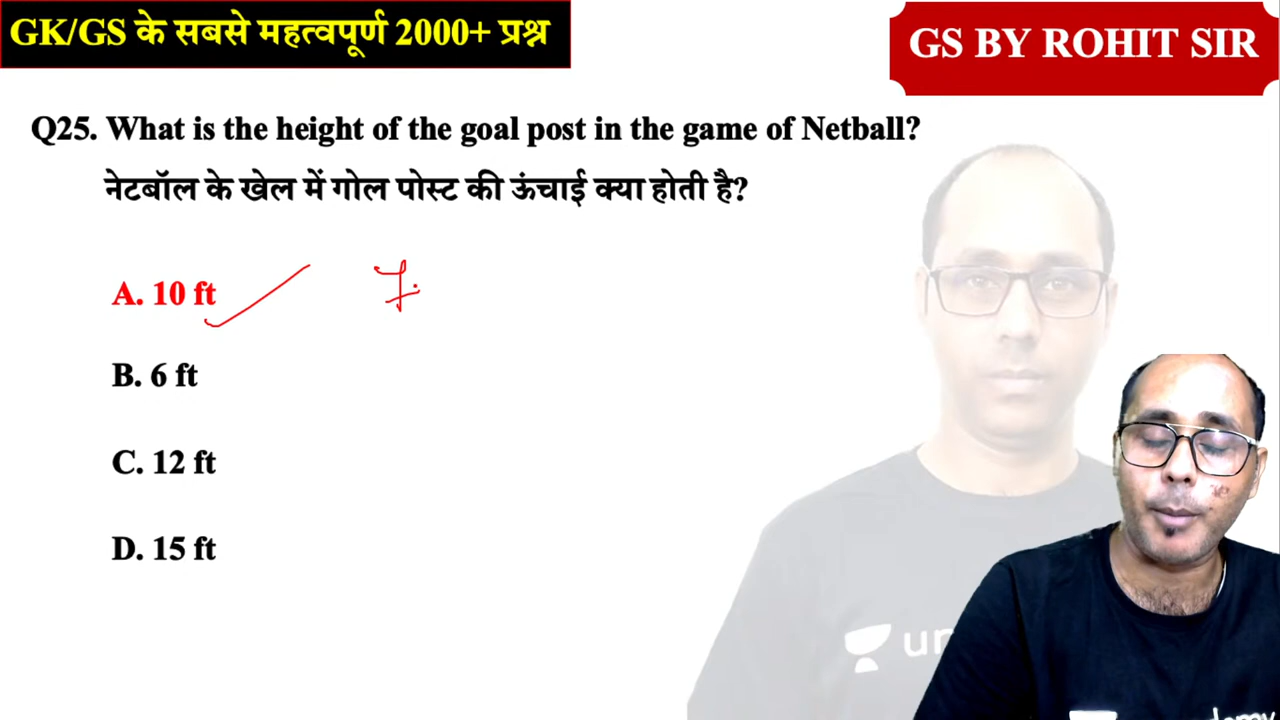 GK/GS के सबसे महत्वपूर्ण 2000+ प्रश्न
GS BY ROHIT SIR
Q25. What is the height of the goal post in the game of Netball?
नेटबॉल के खेल में गोल पोस्ट की ऊंचाई क्या होती है?
A. 10 ft
B. 6 ft
C. 12 ft
D. 15 ft